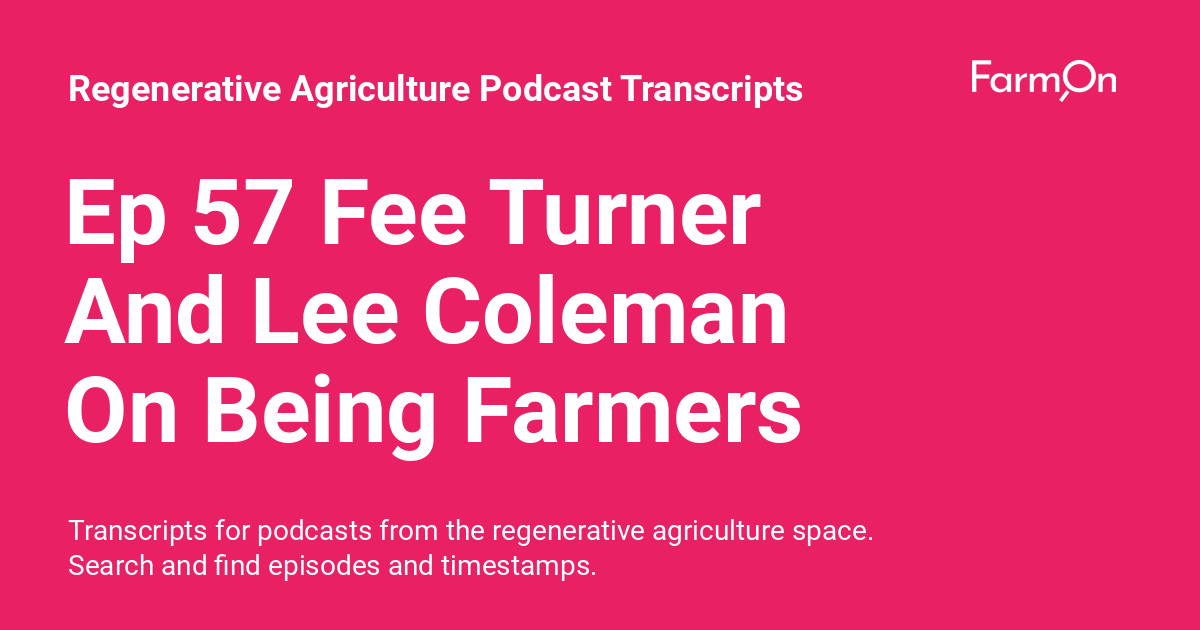 Regenerative Agriculture Podcast Transcripts
FarmOn
Ep 57 Fee Turner
And Lee Coleman
On Being Farmers
Transcripts for podcasts from the regenerative agriculture space.
Search and find episodes and timestamps.